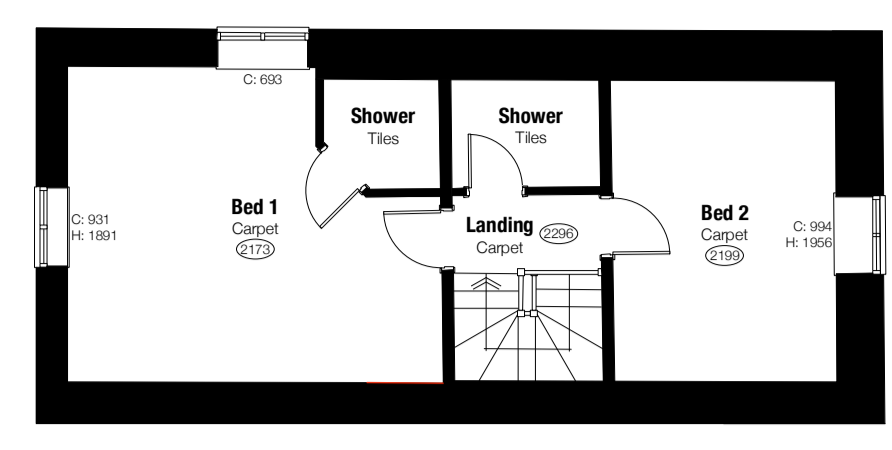 C: 693
Shower
Tiles
Shower
Tiles
C: 931
H: 1891
Bed 1
Carpet
2173
Landing
Carpet
2296
Bed 2
Carpet
2199
C: 994
H: 1956